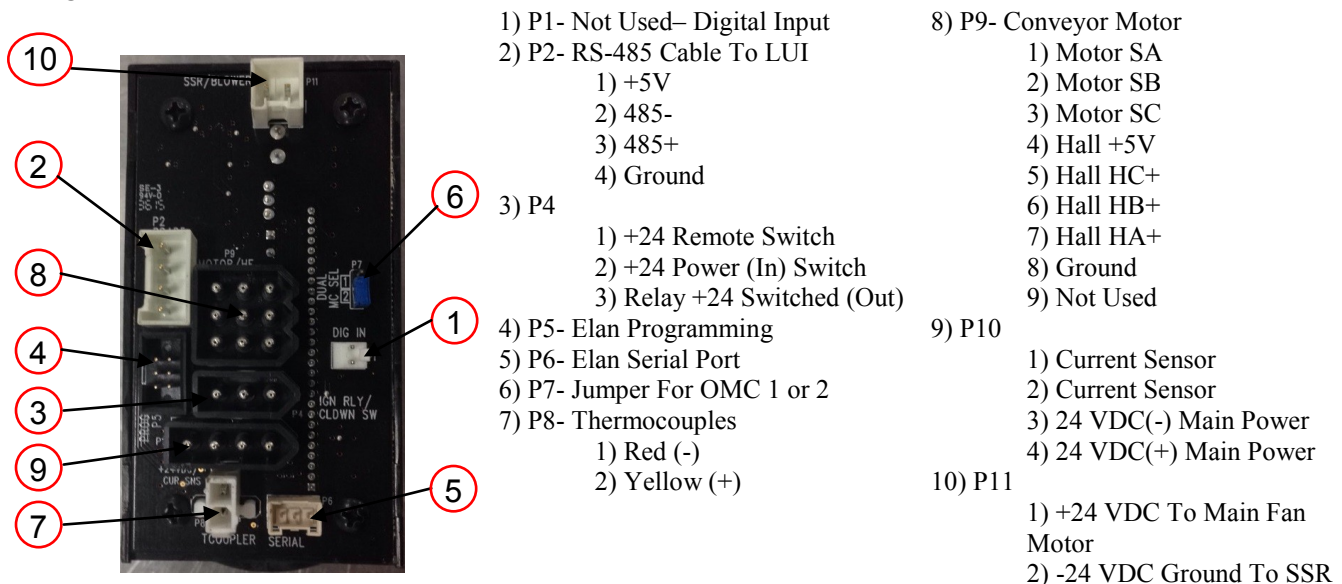 1) P1- Not Used– Digital Input
2) P2- RS-485 Cable To LUI
1) +5V
2) 485-
3) 485+
4) Ground
3) P4
1) +24 Remote Switch
2) +24 Power (In) Switch
3) Relay +24 Switched (Out)
4) P5- Elan Programming
5) P6- Elan Serial Port
6) P7- Jumper For OMC 1 or 2
7) P8- Thermocouples
1) Red (-)
2) Yellow (+)
8) P9- Conveyor Motor
1) Motor SA
2) Motor SB
3) Motor SC
4) Hall +5V
5) Hall HC+
6) Hall HB+
7) Hall HA+
8) Ground
9) Not Used
9) P10
1) Current Sensor
2) Current Sensor
3) 24 VDC(-) Main Power
4) 24 VDC(+) Main Power
10) P11
1) +24 VDC To Main Fan
Motor
2) -24 VDC Ground To SSR
10
2
8
4
3
9
7
6
1
5
SSR/BLOWER
P11
P2
P9
P7
DUAL
MC SEL
1
2
DIG IN
IGN RLY/
CLDWN SW
P4
P5
+24VDC/
CUR SNS
P8
TCOUPLER
P6
SERIAL